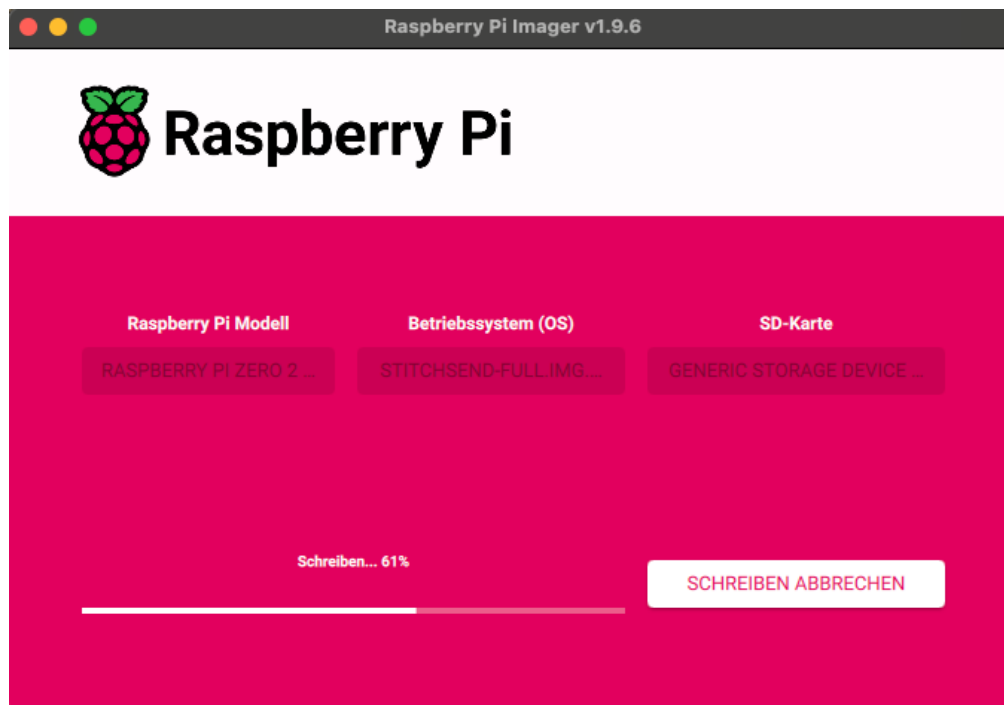 Raspberry Pi Imager v1.9.6
Raspberry Pi
Raspberry Pi Modell
Betriebssystem (OS)
SD-Karte
RASPBERRY PI ZERO 2 ...
STITCHSEND-FULL.IMG....
GENERIC STORAGE DEVICE ...
Schreiben... 61%
SCHREIBEN ABBRECHEN